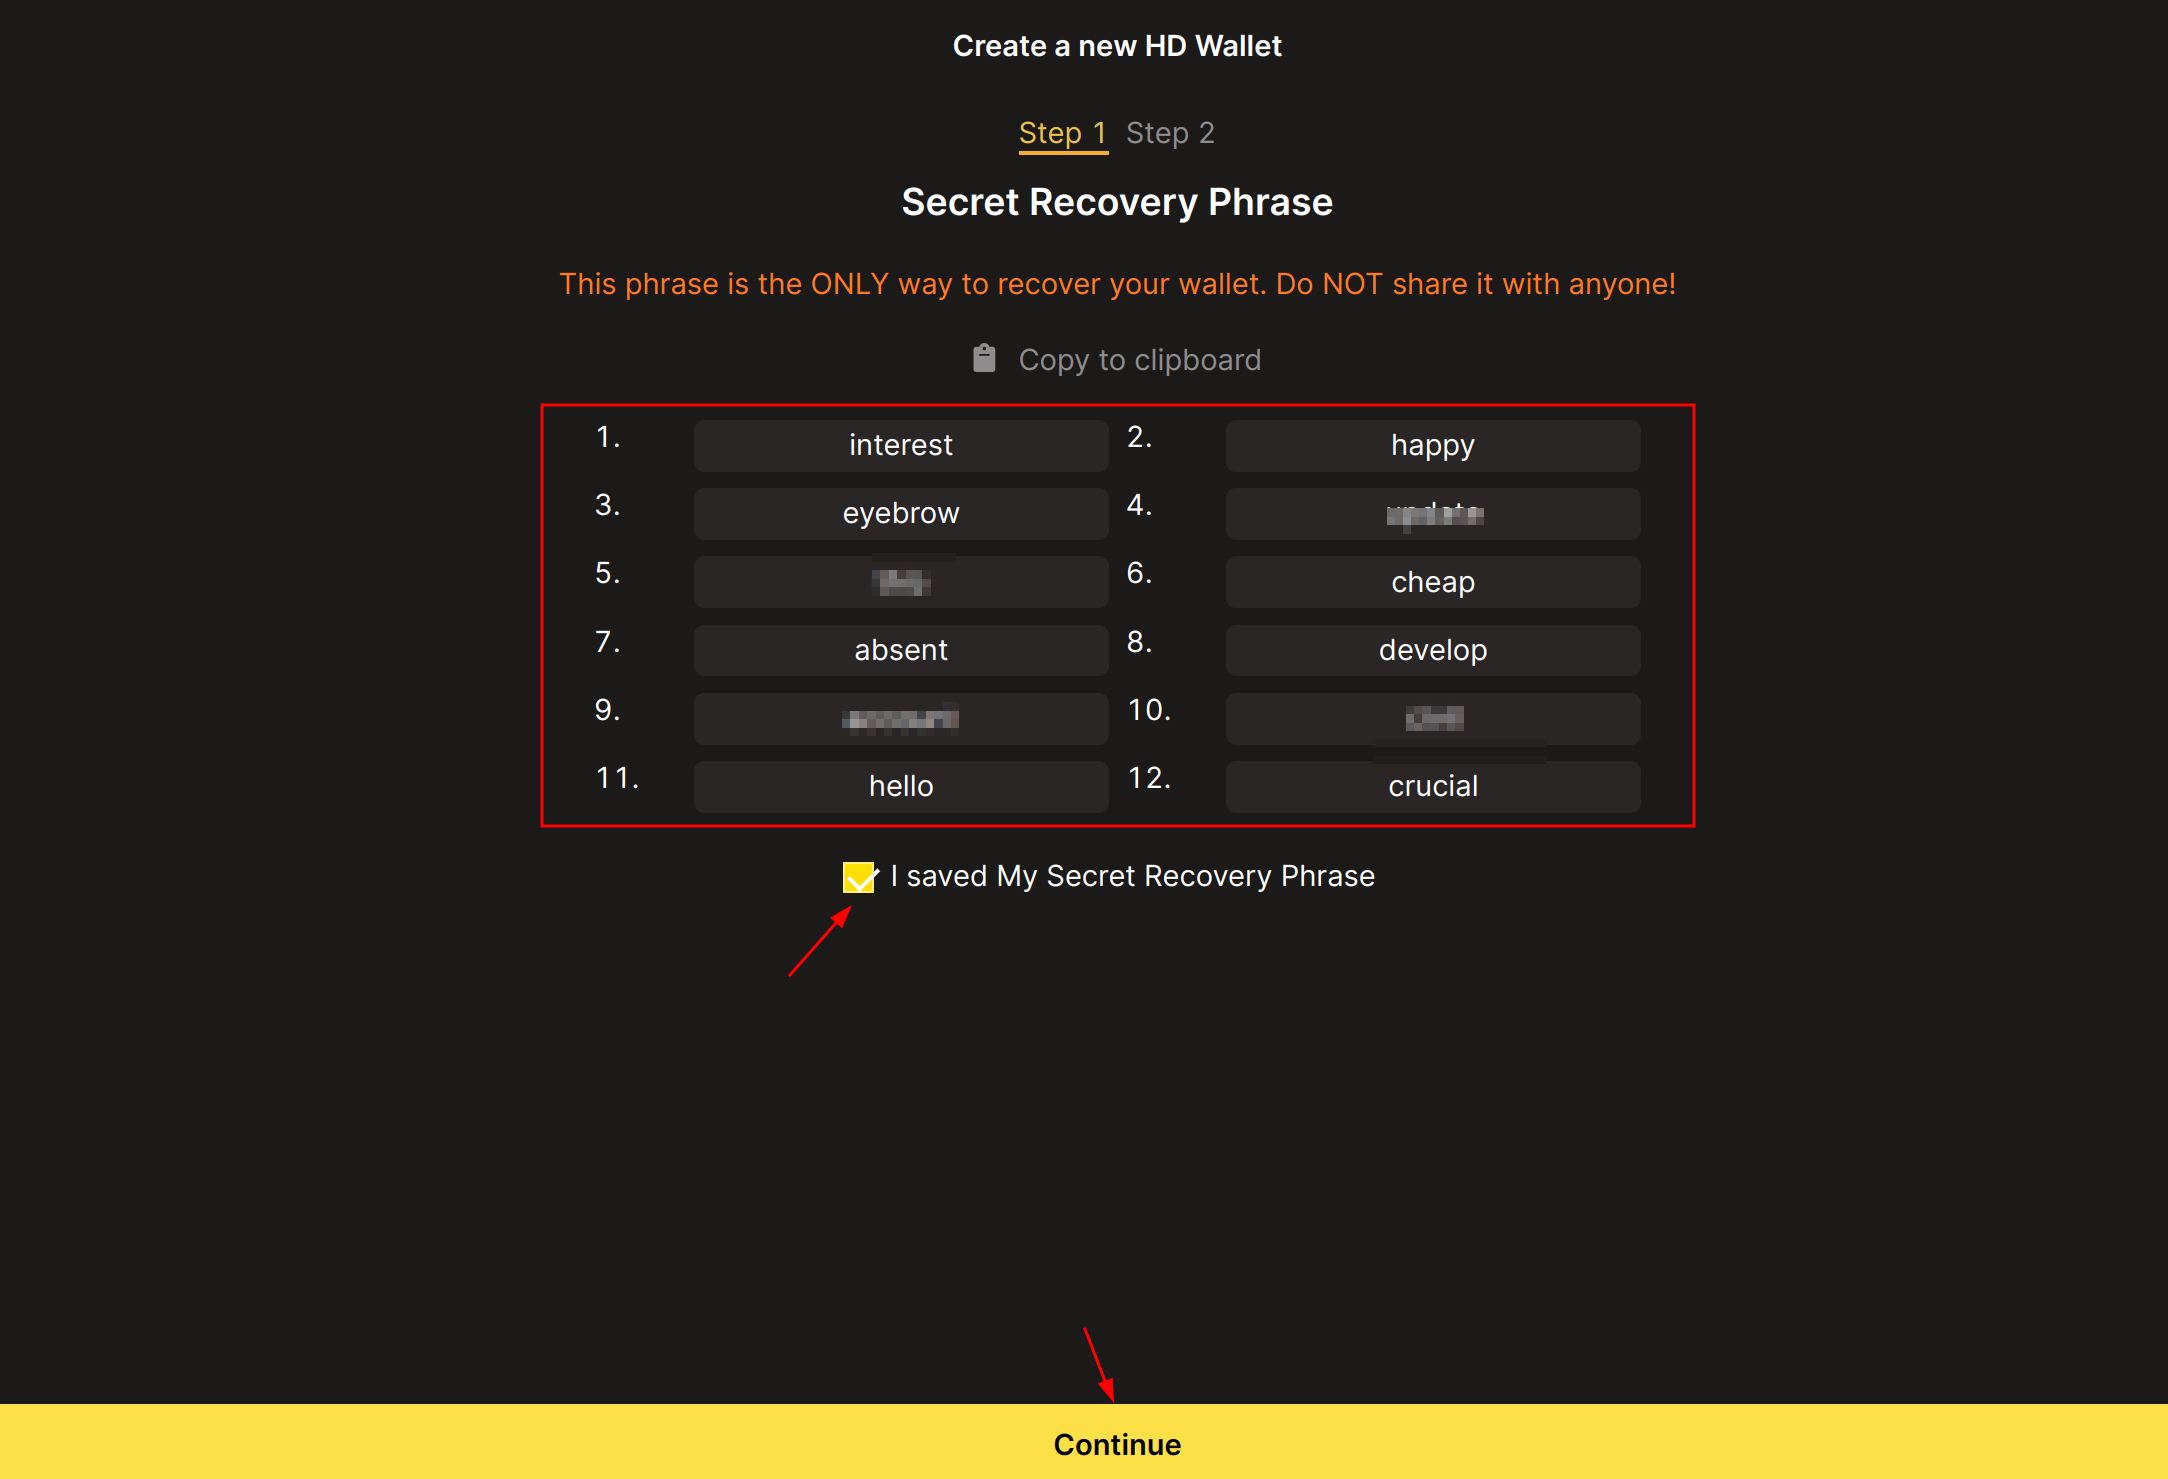 Create a new HD Wallet
Step 1 Step 2
Secret Recovery Phrase
This phrase is the ONLY way to recover your wallet. Do NOT share it with anyone!
Copy to clipboard
1. interest 2. happy
3. eyebrow 4.
5. 6. cheap
7. absent 8. develop
9. 10.
11. hello 12. crucial
I saved My Secret Recovery Phrase
Continue